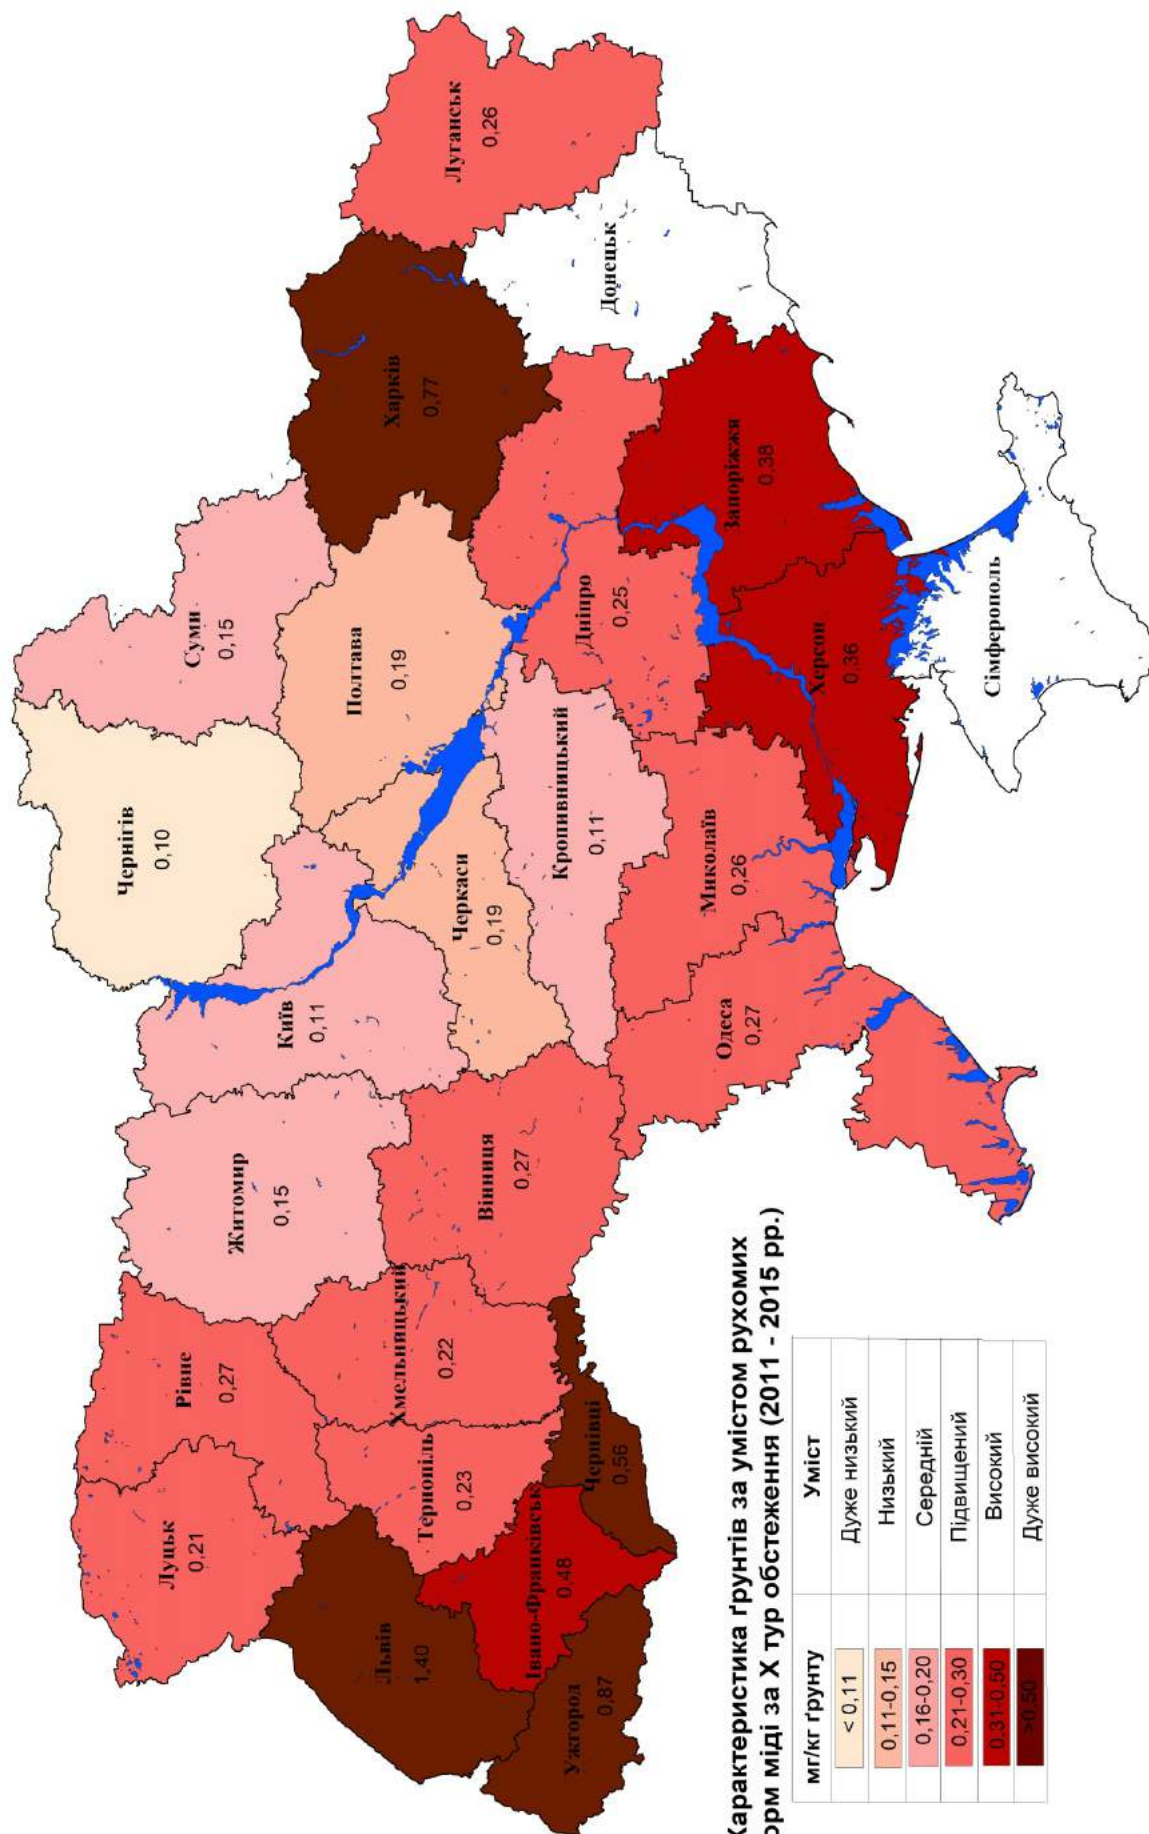 Луцьк
0,21
Рівне
0,27
Житомир
0,15
Київ
0,11
Чернігів
0,10
Суми
0,15
Львів
1,40
Тернопіль
0,23
Хмельницький
0,22
Вінниця
0,27
Черкаси
0,19
Полтава
0,19
Харків
0,77
Луганськ
0,26
Ужгород
0,87
Івано-Франківськ
0,48
Чернівці
0,56
Кропивницький
0,11
Дніпро
0,25
Донецьк
Одеса
0,27
Миколаїв
0,26
Херсон
0,36
Запоріжжя
0,38
Сімферополь
Характеристика ґрунтів за умістом рухомих
орм міді за X тур обстеження (2011 - 2015 рр.)
мг/кг ґрунту Уміст
< 0,11 Дуже низький
0,11-0,15 Низький
0,16-0,20 Середній
0,21-0,30 Підвищений
0,31-0,50 Високий
>0,50 Дуже високий